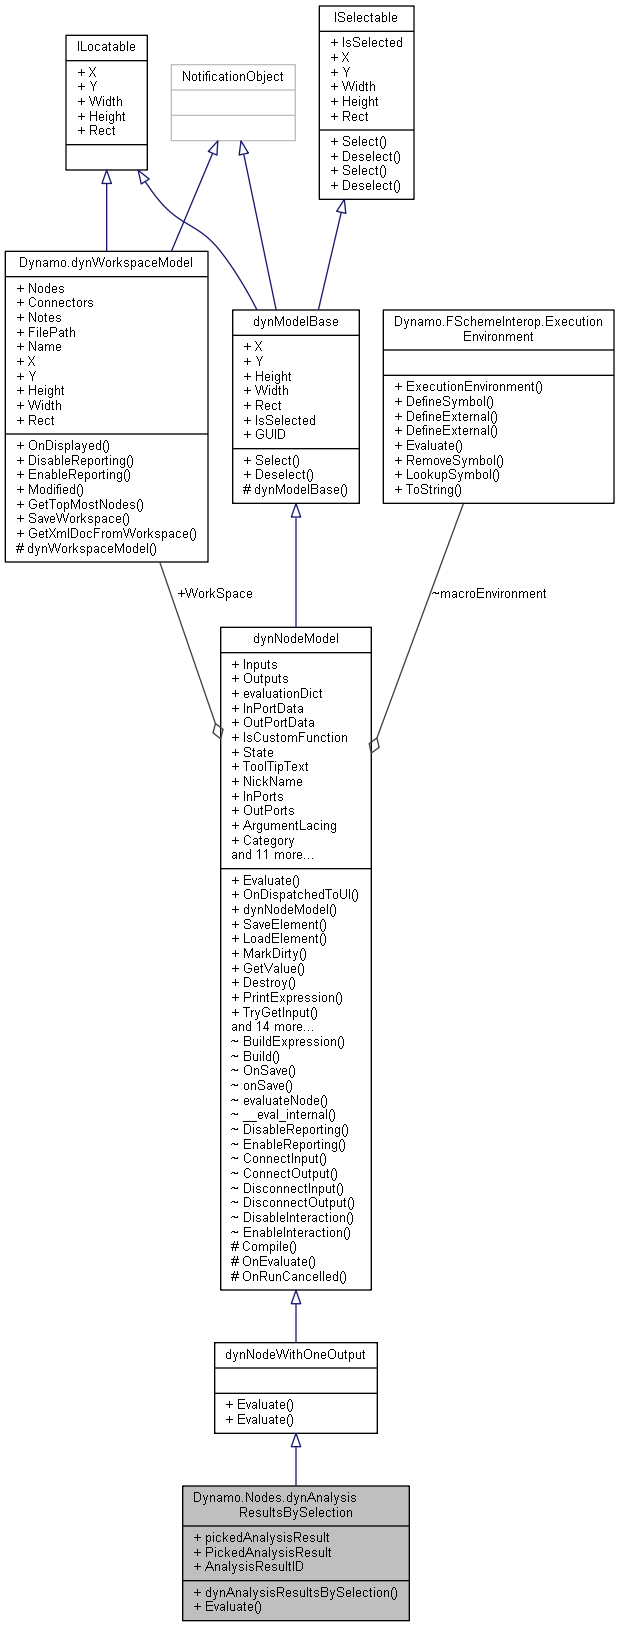 ISelectable
+ IsSelected
+ X
+ Y
+ Width
+ Height
+ Rect
+ Select()
+ Deselect()
+ Select()
+ Deselect()
ILocatable
+ X
+ Y
+ Width
+ Height
+ Rect
NotificationObject
Dynamo.dynWorkspaceModel
+ Nodes
+ Connectors
+ Notes
+ FilePath
+ Name
+ X
+ Y
+ Height
+ Width
+ Rect
+ OnDisplayed()
+ DisableReporting()
+ EnableReporting()
+ Modified()
+ GetTopMostNodes()
+ SaveWorkspace()
+ GetXmlDocFromWorkspace()
# dynWorkspaceModel()
dynModelBase
+ X
+ Y
+ Height
+ Width
+ Rect
+ IsSelected
+ GUID
+ Select()
+ Deselect()
# dynModelBase()
Dynamo.FSchemeInterop.Execution
Environment
+ ExecutionEnvironment()
+ DefineSymbol()
+ DefineExternal()
+ DefineExternal()
+ Evaluate()
+ RemoveSymbol()
+ LookupSymbol()
+ ToString()
+WorkSpace
~macroEnvironment
dynNodeModel
+ Inputs
+ Outputs
+ evaluationDict
+ InPortData
+ OutPortData
+ IsCustomFunction
+ State
+ ToolTipText
+ NickName
+ InPorts
+ OutPorts
+ ArgumentLacing
+ Category
and 11 more...
+ Evaluate()
+ OnDispatchedToUI()
+ dynNodeModel()
+ SaveElement()
+ LoadElement()
+ MarkDirty()
+ GetValue()
+ Destroy()
+ PrintExpression()
+ TryGetInput()
and 14 more...
~ BuildExpression()
~ Build()
~ OnSave()
~ onSave()
~ evaluateNode()
~ __eval_internal()
~ DisableReporting()
~ EnableReporting()
~ ConnectInput()
~ ConnectOutput()
~ DisconnectInput()
~ DisconnectOutput()
~ DisableInteraction()
~ EnableInteraction()
# Compile()
# OnEvaluate()
# OnRunCancelled()
dynNodeWithOneOutput
+ Evaluate()
+ Evaluate()
Dynamo.Nodes.dynAnalysis
ResultsBySelection
+ pickedAnalysisResult
+ PickedAnalysisResult
+ AnalysisResultID
+ dynAnalysisResultsBySelection()
+ Evaluate()